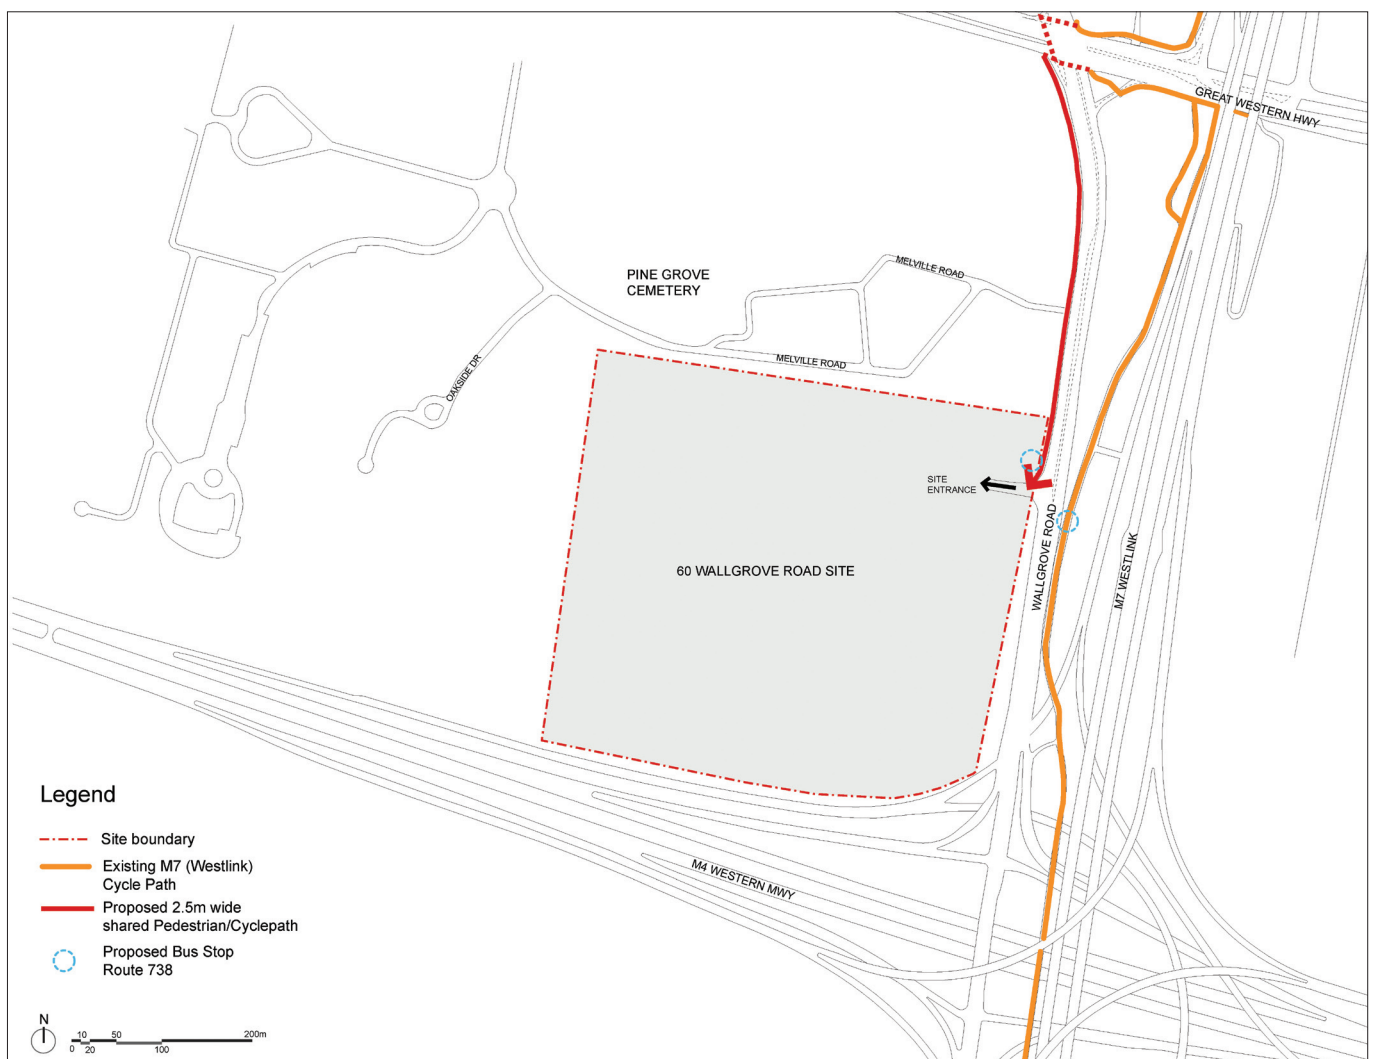 GREAT WESTERN HWY
PINE GROVE
CEMETERY
MELVILLE ROAD
MELVILLE ROAD
OAKSIDE DR
SITE
ENTRANCE
WALLGROVE ROAD
M7 WESTLINK
60 WALLGROVE ROAD SITE
M4 WESTERN MWY
Legend
Site boundary
Existing M7 (Westlink)
Cycle Path
Proposed 2.5m wide
shared Pedestrian/Cyclepath
Proposed Bus Stop
Route 738
N
10 50 200m
0 20 100